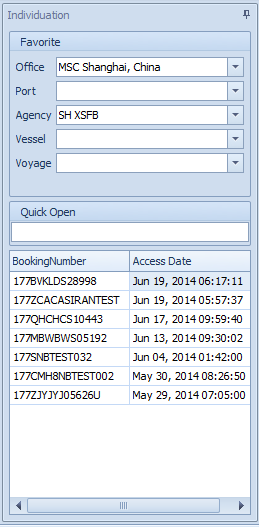 Individuation
Favorite
Office MSC Shanghai, China
Port
Agency SH XSFB
Vessel
Voyage
Quick Open
BookingNumber Access Date
177BVKLDS28998 Jun 19, 2014 06:17:11
177ZCACASIRANTEST Jun 19, 2014 05:57:37
177QHCHCS10443 Jun 17, 2014 09:59:40
177MBWBWS05192 Jun 13, 2014 09:30:02
177SNBTEST032 Jun 04, 2014 01:42:00
177CMH8NBTEST002 May 30, 2014 08:26:50
177ZJYJYJ05626U May 29, 2014 07:05:00